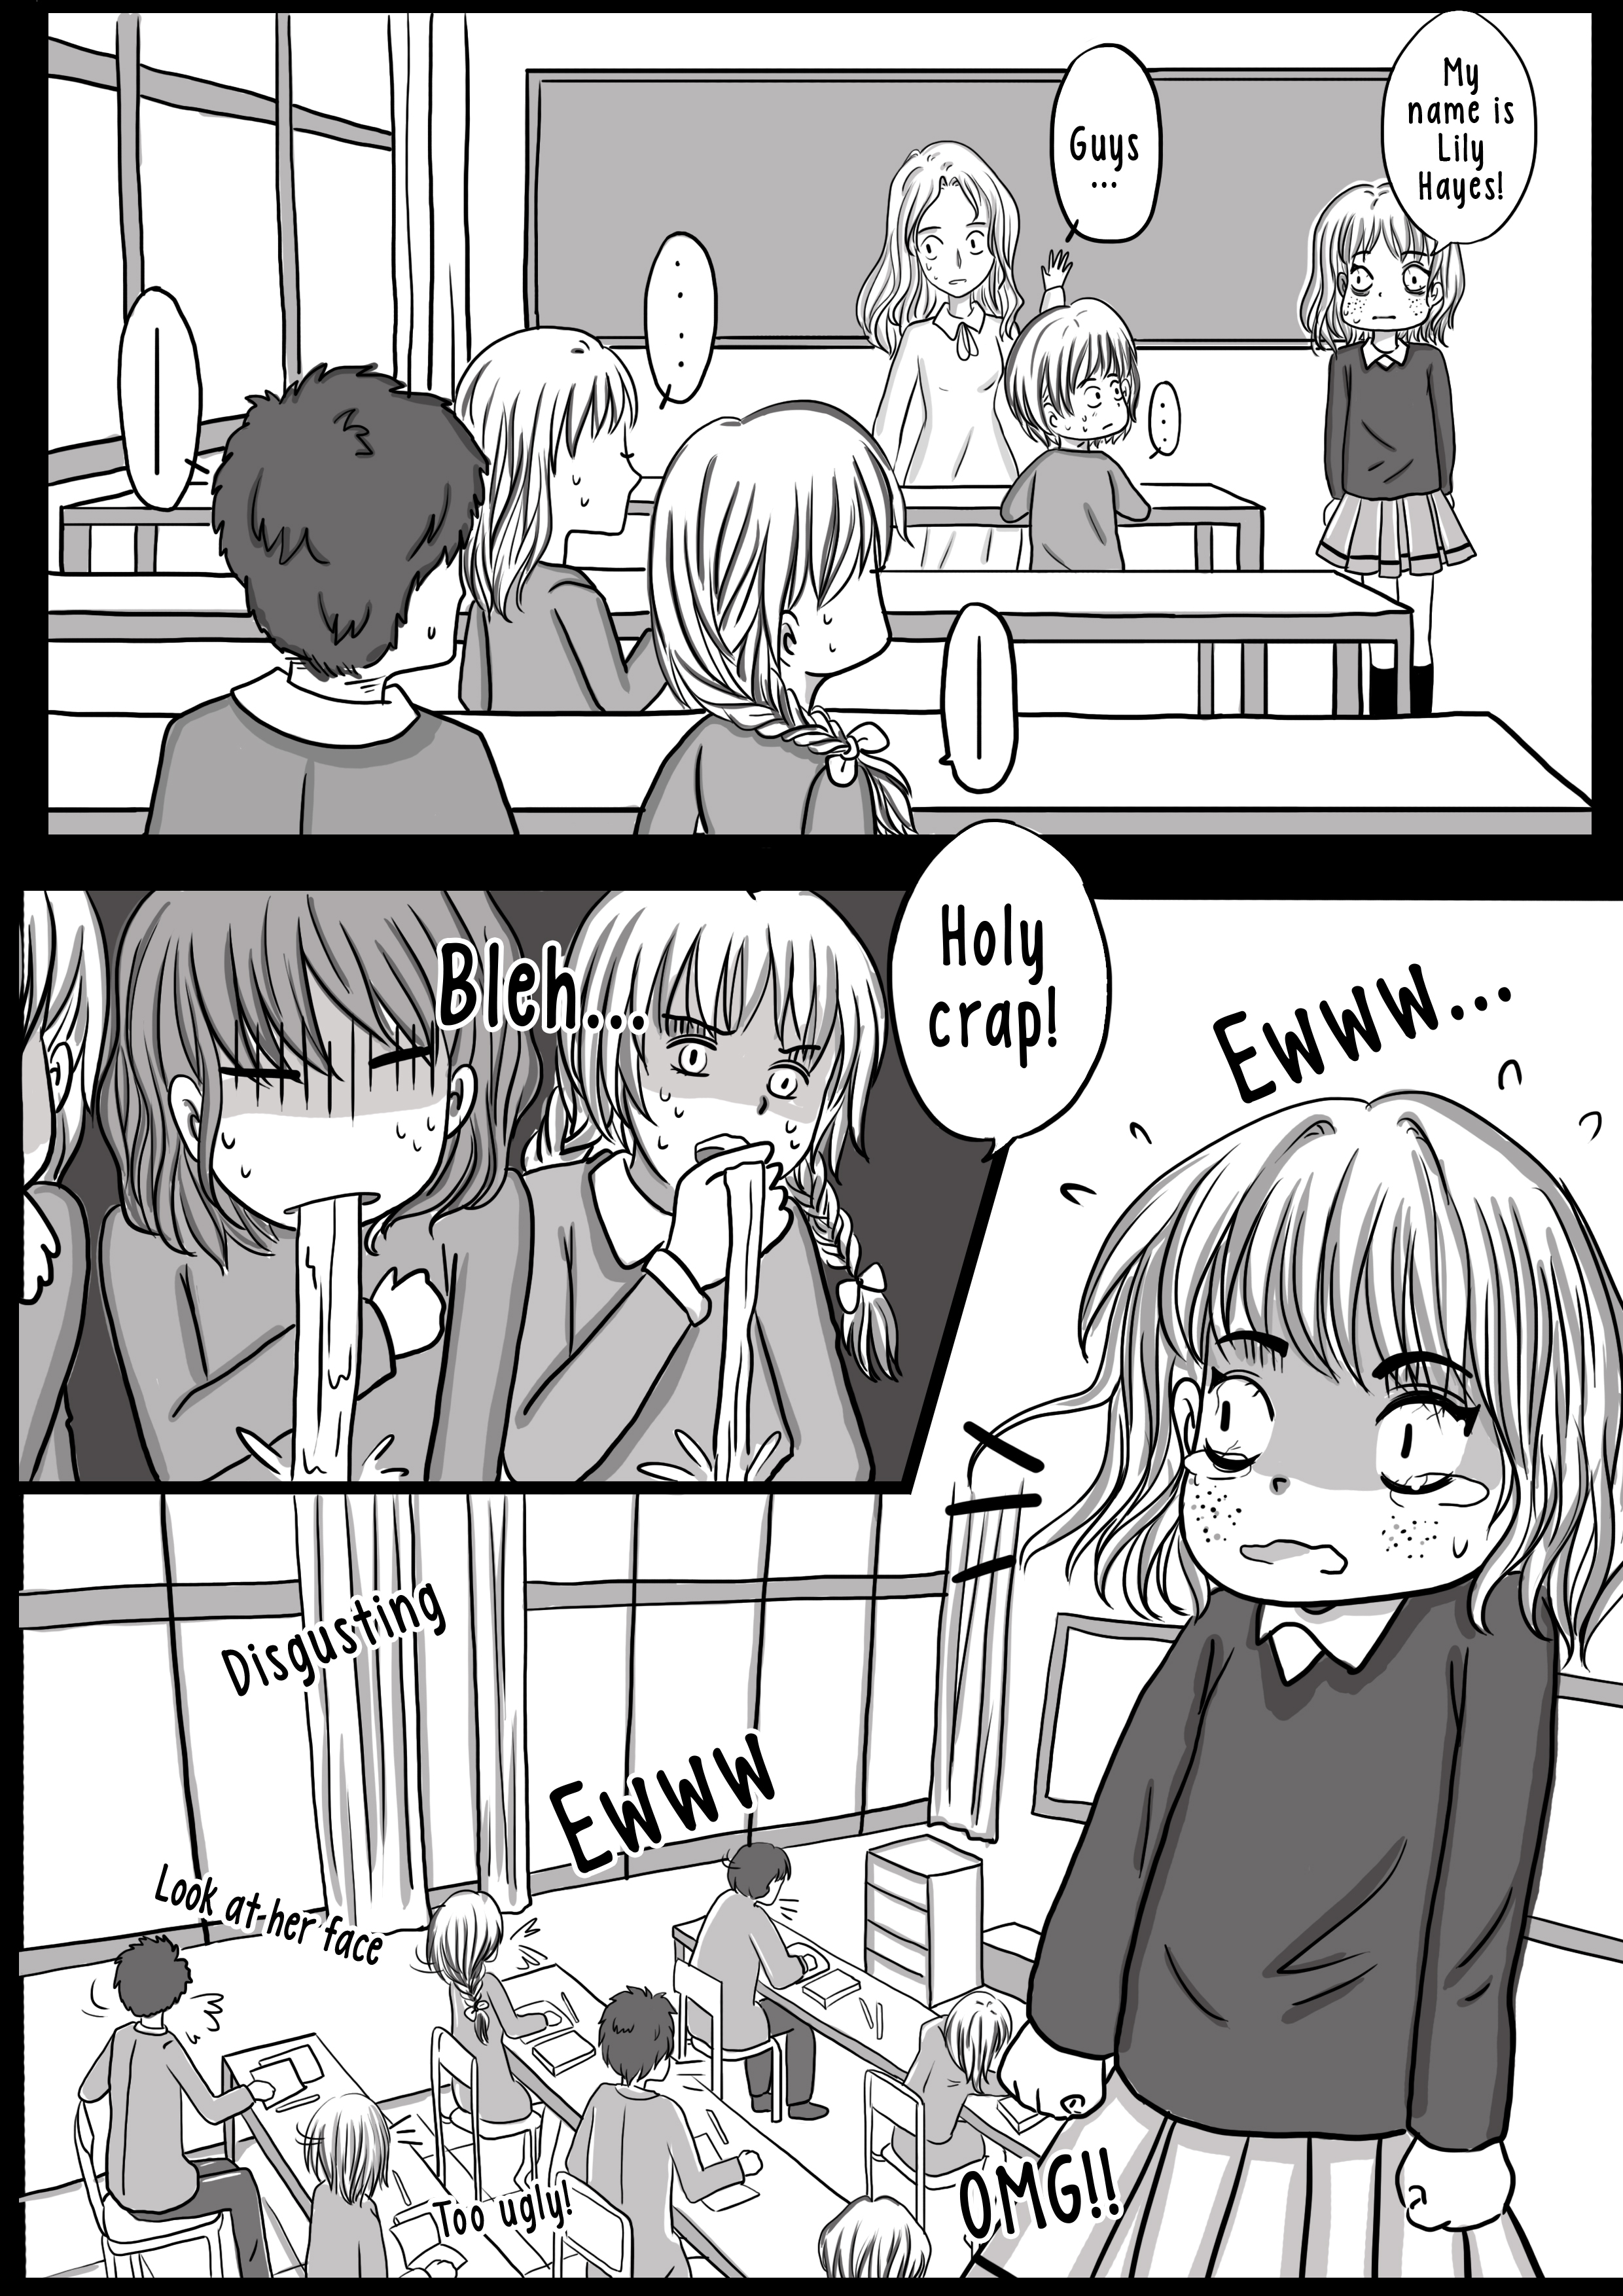 My
name is
Lily
Hayes!
Guys
...
....
...
Bleh...
Holy
crap!
Ewww...
Disgusting
Ewww
Look at her face
Too ugly!
OMG!!